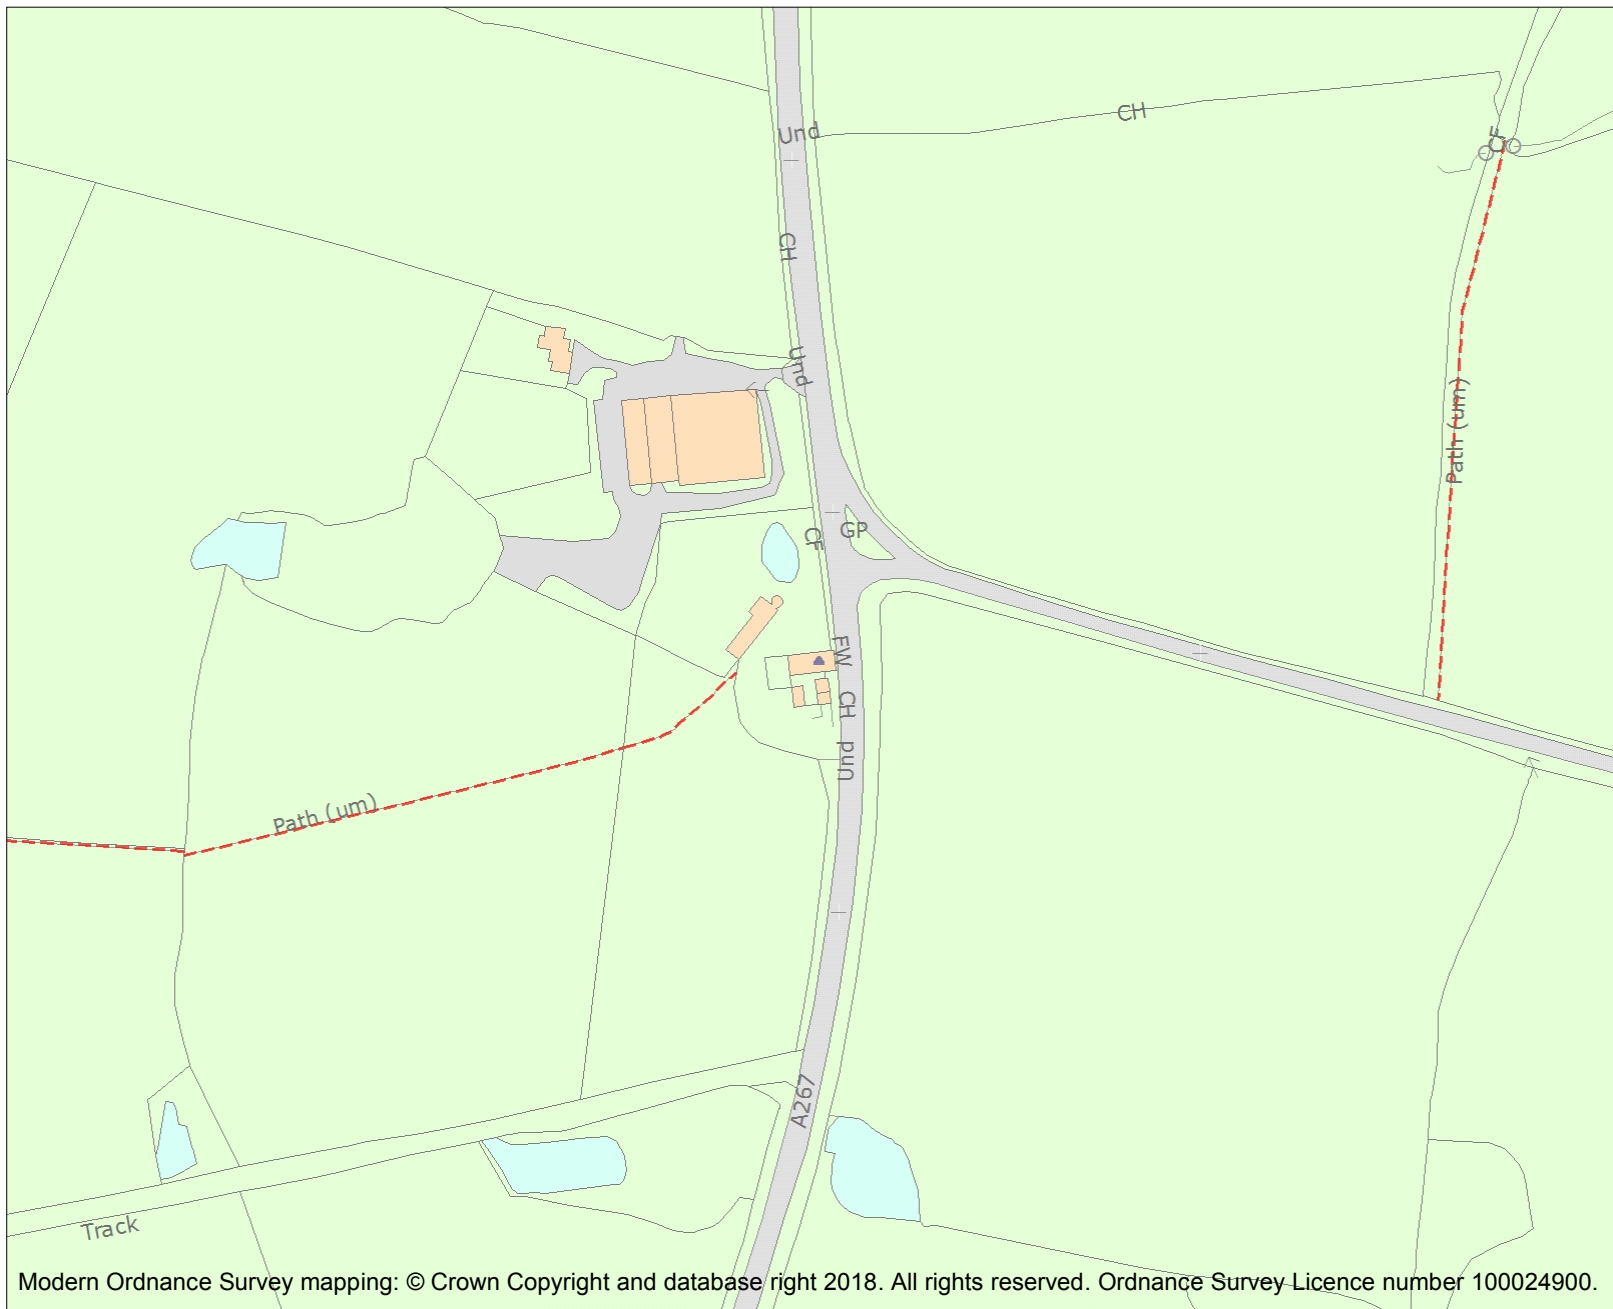 CH
Und
CF
CH
Und
Path (um)
GP
CF
FW
CH
Und
Path (um)
A267
Track
Modern Ordnance Survey mapping: © Crown Copyright and database right 2018. All rights reserved. Ordnance Survey Licence number 100024900.